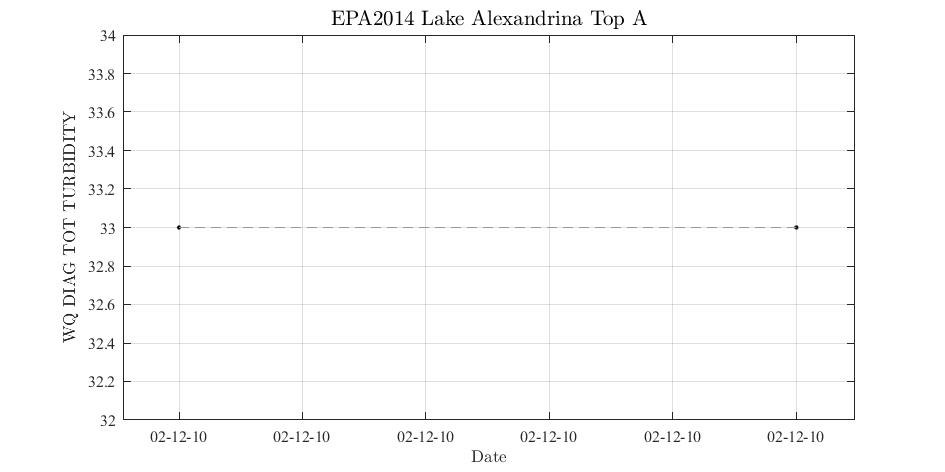 EPA2014 Lake Alexandrina Top A
34
33.8
33.6
33.4
33.2
33
32.8
32.6
32.4
32.2
32
WQ DIAG TOT TURBIDITY
02-12-10 02-12-10 02-12-10 02-12-10 02-12-10 02-12-10
Date